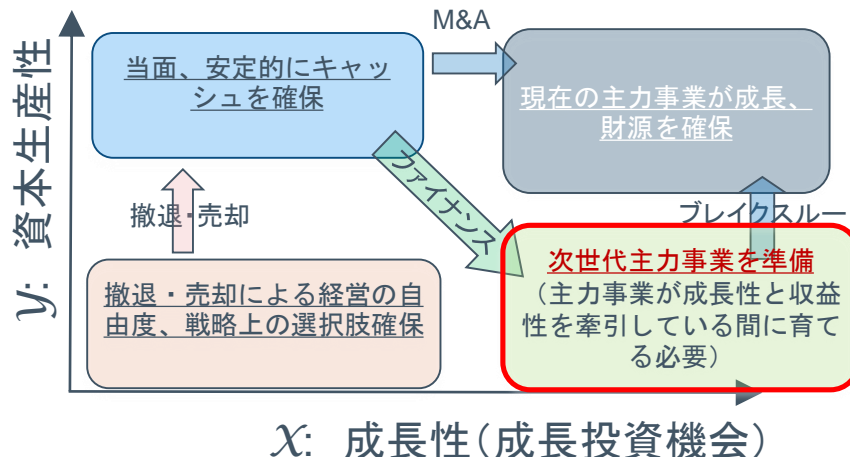 M&A
当面、安定的にキャッ
シュを確保
現在の主力事業が成長、
財源を確保
ファイナンス
撤退・売却
ブレイクスルー
撤退・売却による経営の自
由度、戦略上の選択肢確保
次世代主力事業を準備
（主力事業が成長性と収益
性を牽引している間に育て
る必要）
y: 資本生産性
x: 成長性（成長投資機会）